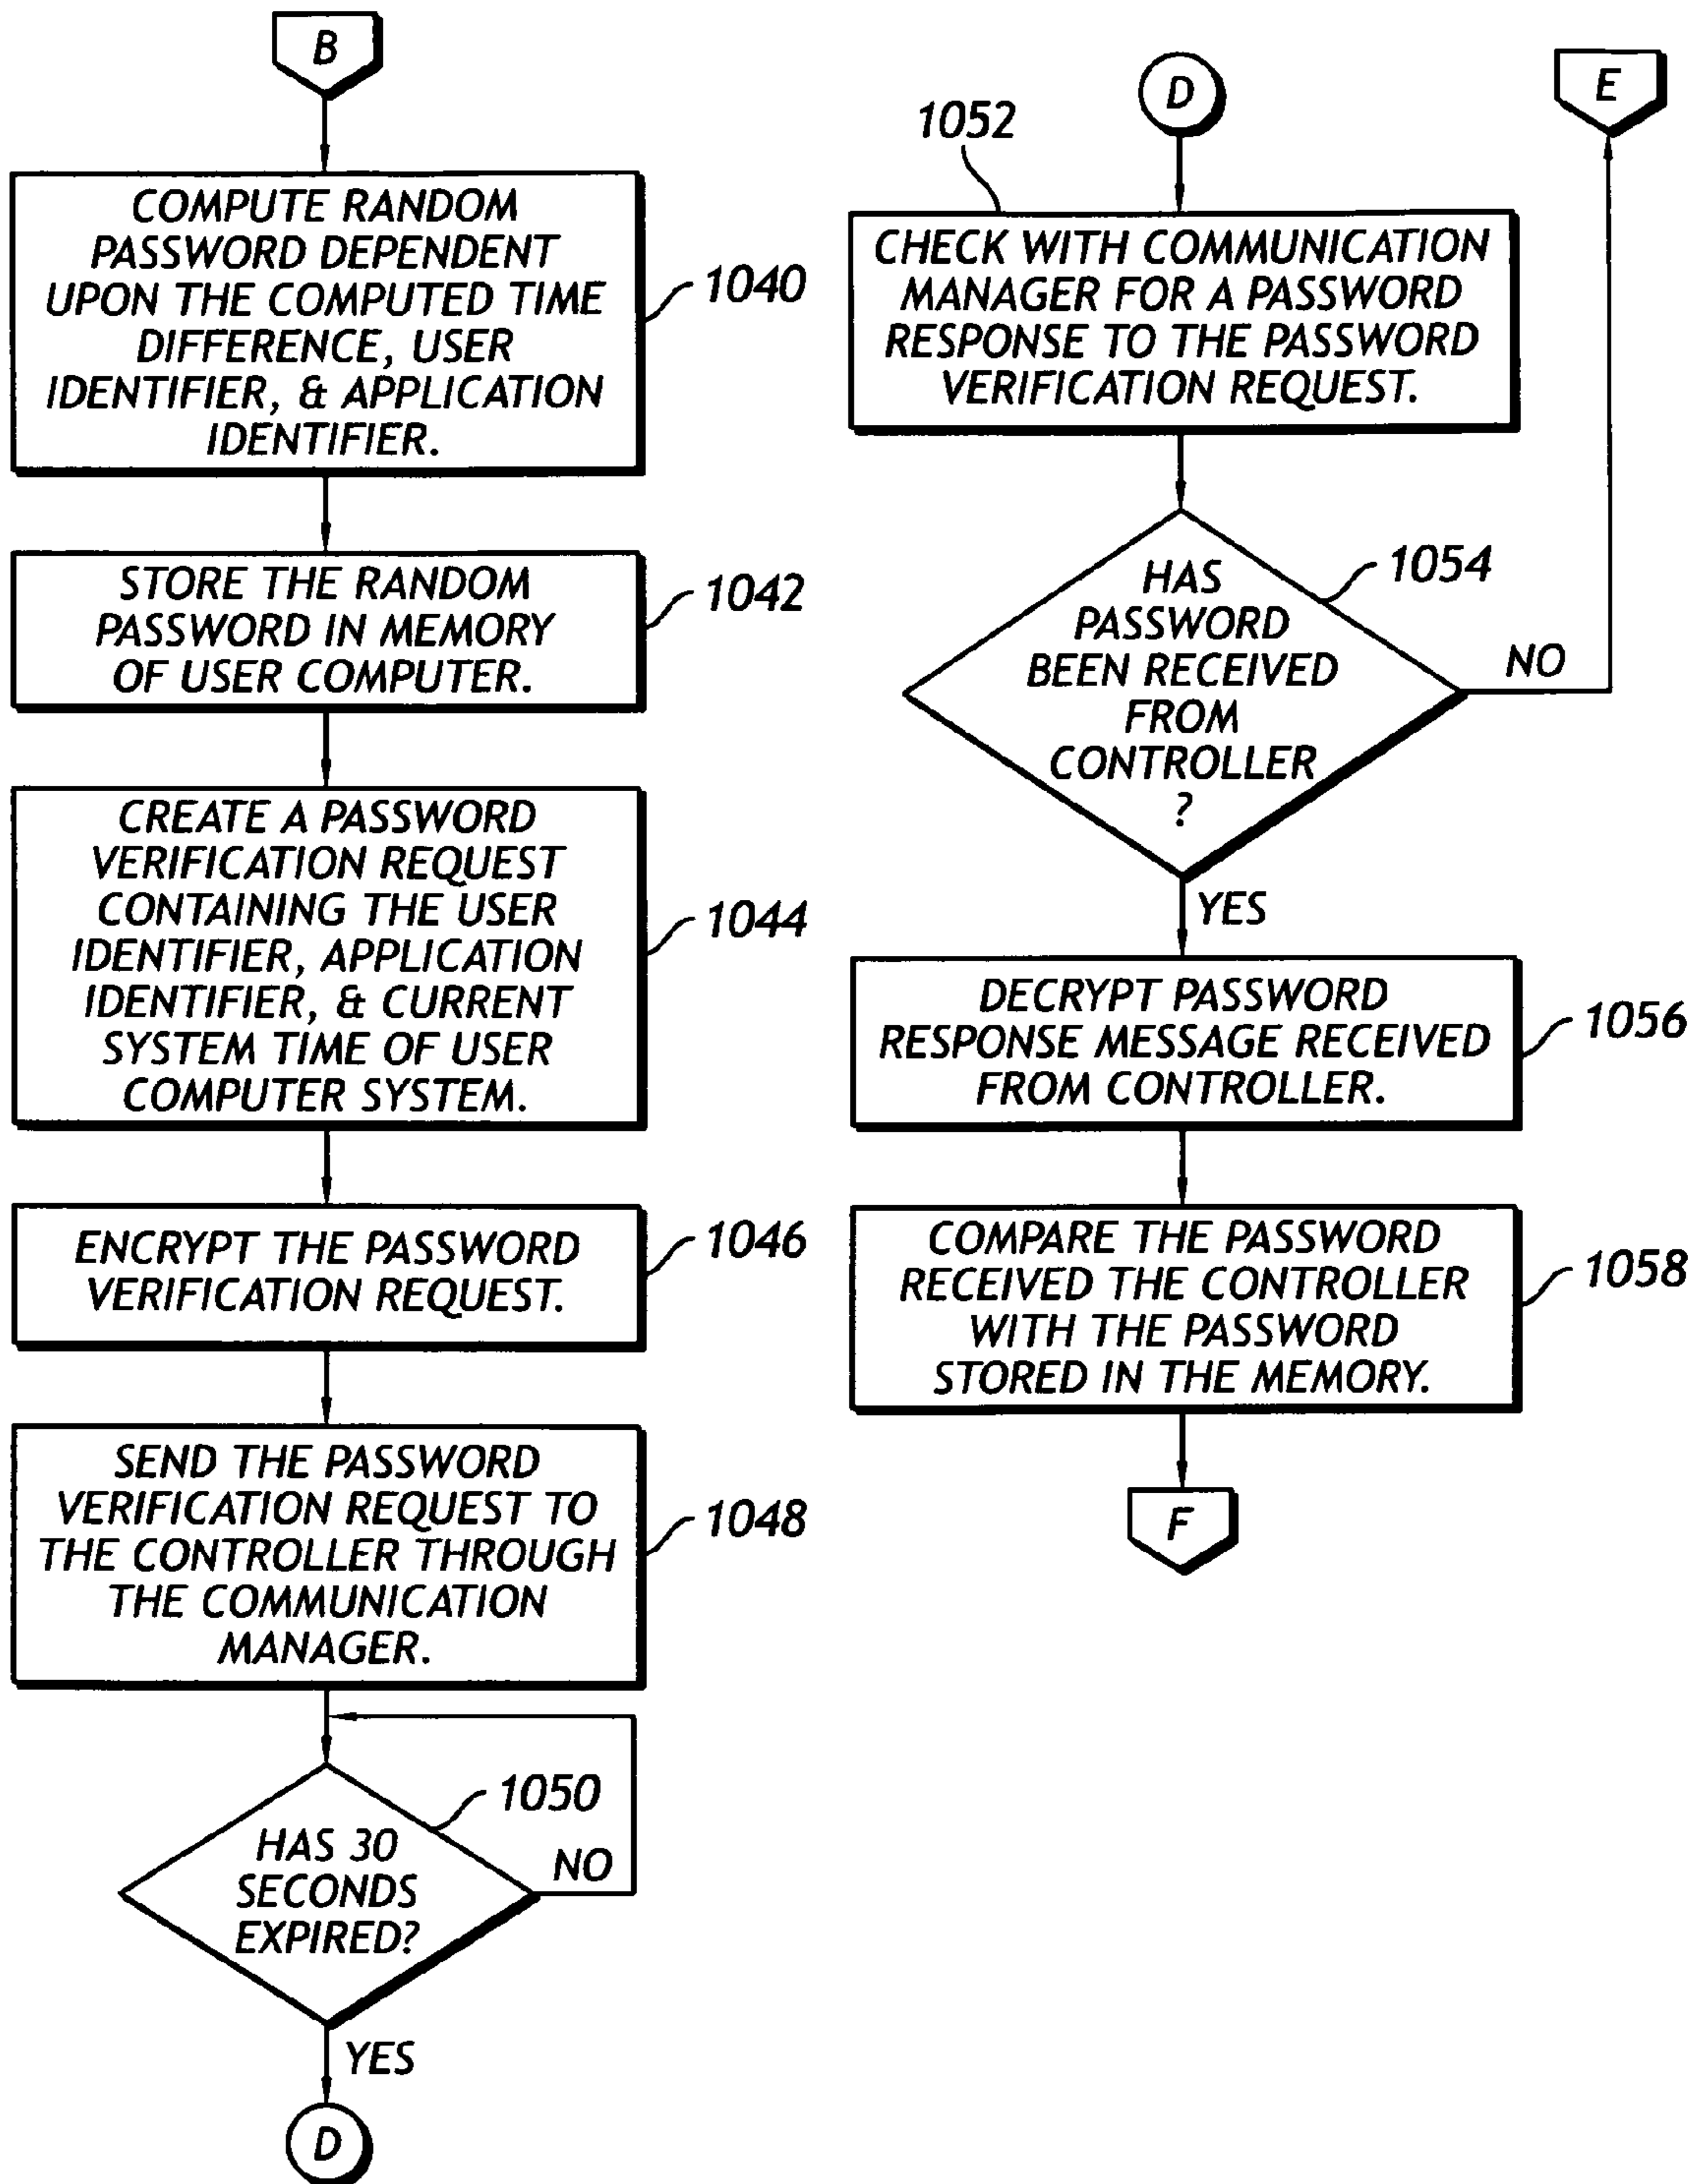 B
COMPUTE RANDOM
PASSWORD DEPENDENT
UPON THE COMPUTED TIME
DIFFERENCE, USER
IDENTIFIER, & APPLICATION
IDENTIFIER.
1040
STORE THE RANDOM
PASSWORD IN MEMORY
OF USER COMPUTER.
1042
CREATE A PASSWORD
VERIFICATION REQUEST
CONTAINING THE USER
IDENTIFIER, APPLICATION
IDENTIFIER, & CURRENT
SYSTEM TIME OF USER
COMPUTER SYSTEM.
1044
ENCRYPT THE PASSWORD
VERIFICATION REQUEST.
1046
SEND THE PASSWORD
VERIFICATION REQUEST TO
THE CONTROLLER THROUGH
THE COMMUNICATION
MANAGER.
1048
1050
HAS 30
SECONDS
EXPIRED?
NO
YES
D
D
E
1052
CHECK WITH COMMUNICATION
MANAGER FOR A PASSWORD
RESPONSE TO THE PASSWORD
VERIFICATION REQUEST.
1054
HAS
PASSWORD
BEEN RECEIVED
FROM
CONTROLLER
?
NO
YES
DECRYPT PASSWORD
RESPONSE MESSAGE RECEIVED
FROM CONTROLLER.
1056
COMPARE THE PASSWORD
RECEIVED THE CONTROLLER
WITH THE PASSWORD
STORED IN THE MEMORY.
1058
F